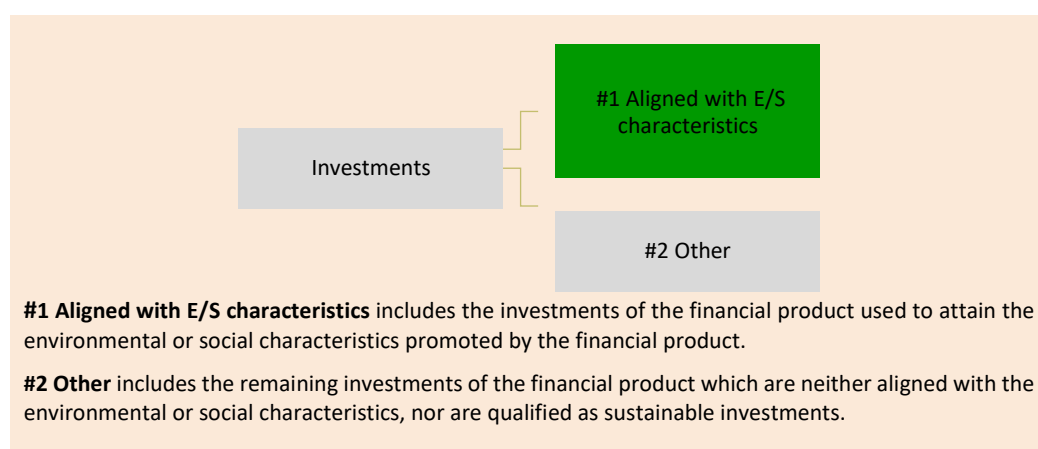 #1 Aligned with E/S
characteristics
Investments
#2 Other
#1 Aligned with E/S characteristics includes the investments of the financial product used to attain the
environmental or social characteristics promoted by the financial product.
#2 Other includes the remaining investments of the financial product which are neither aligned with the
environmental or social characteristics, nor are qualified as sustainable investments.